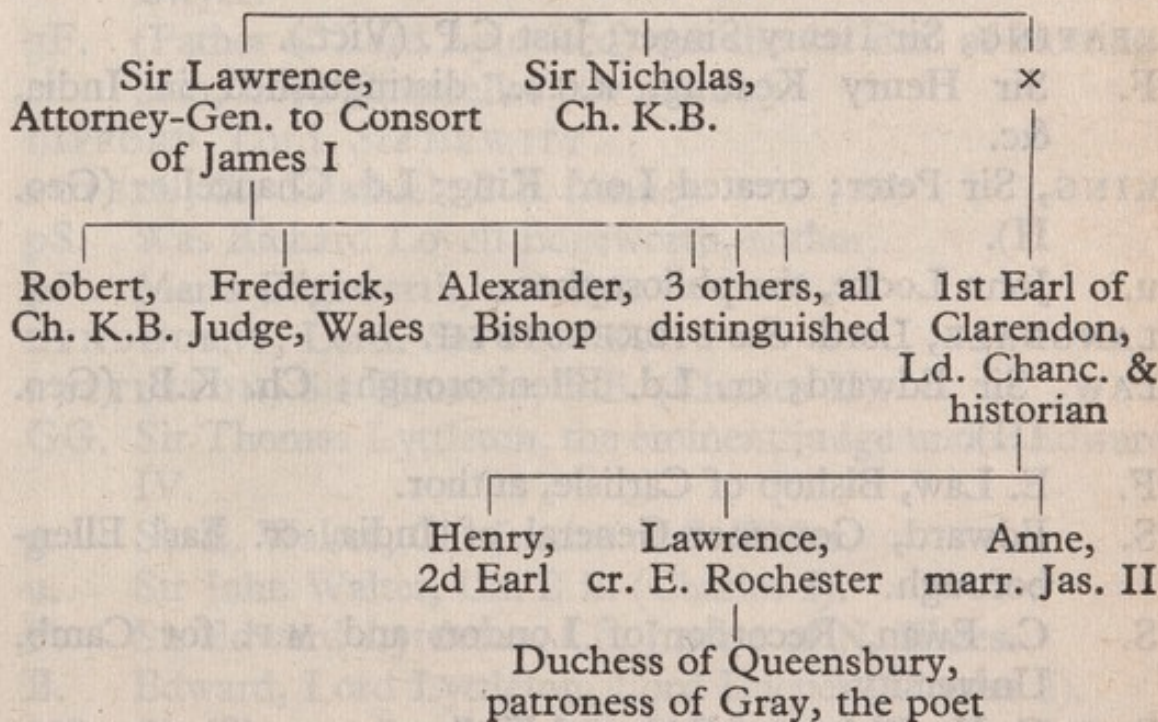 Sir Lawrence,
Attorney-Gen. to Consort
of James I
Sir Nicholas,
Ch. K.B.
×
Robert,
Ch. K.B.
Frederick,
Judge, Wales
Alexander,
Bishop
3 others, all
distinguished
1st Earl of
Clarendon,
Ld. Chanc. &
historian
Henry,
2d Earl
Lawrence,
cr. E. Rochester
Anne,
marr. Jas. II
Duchess of Queensbury,
patroness of Gray, the poet